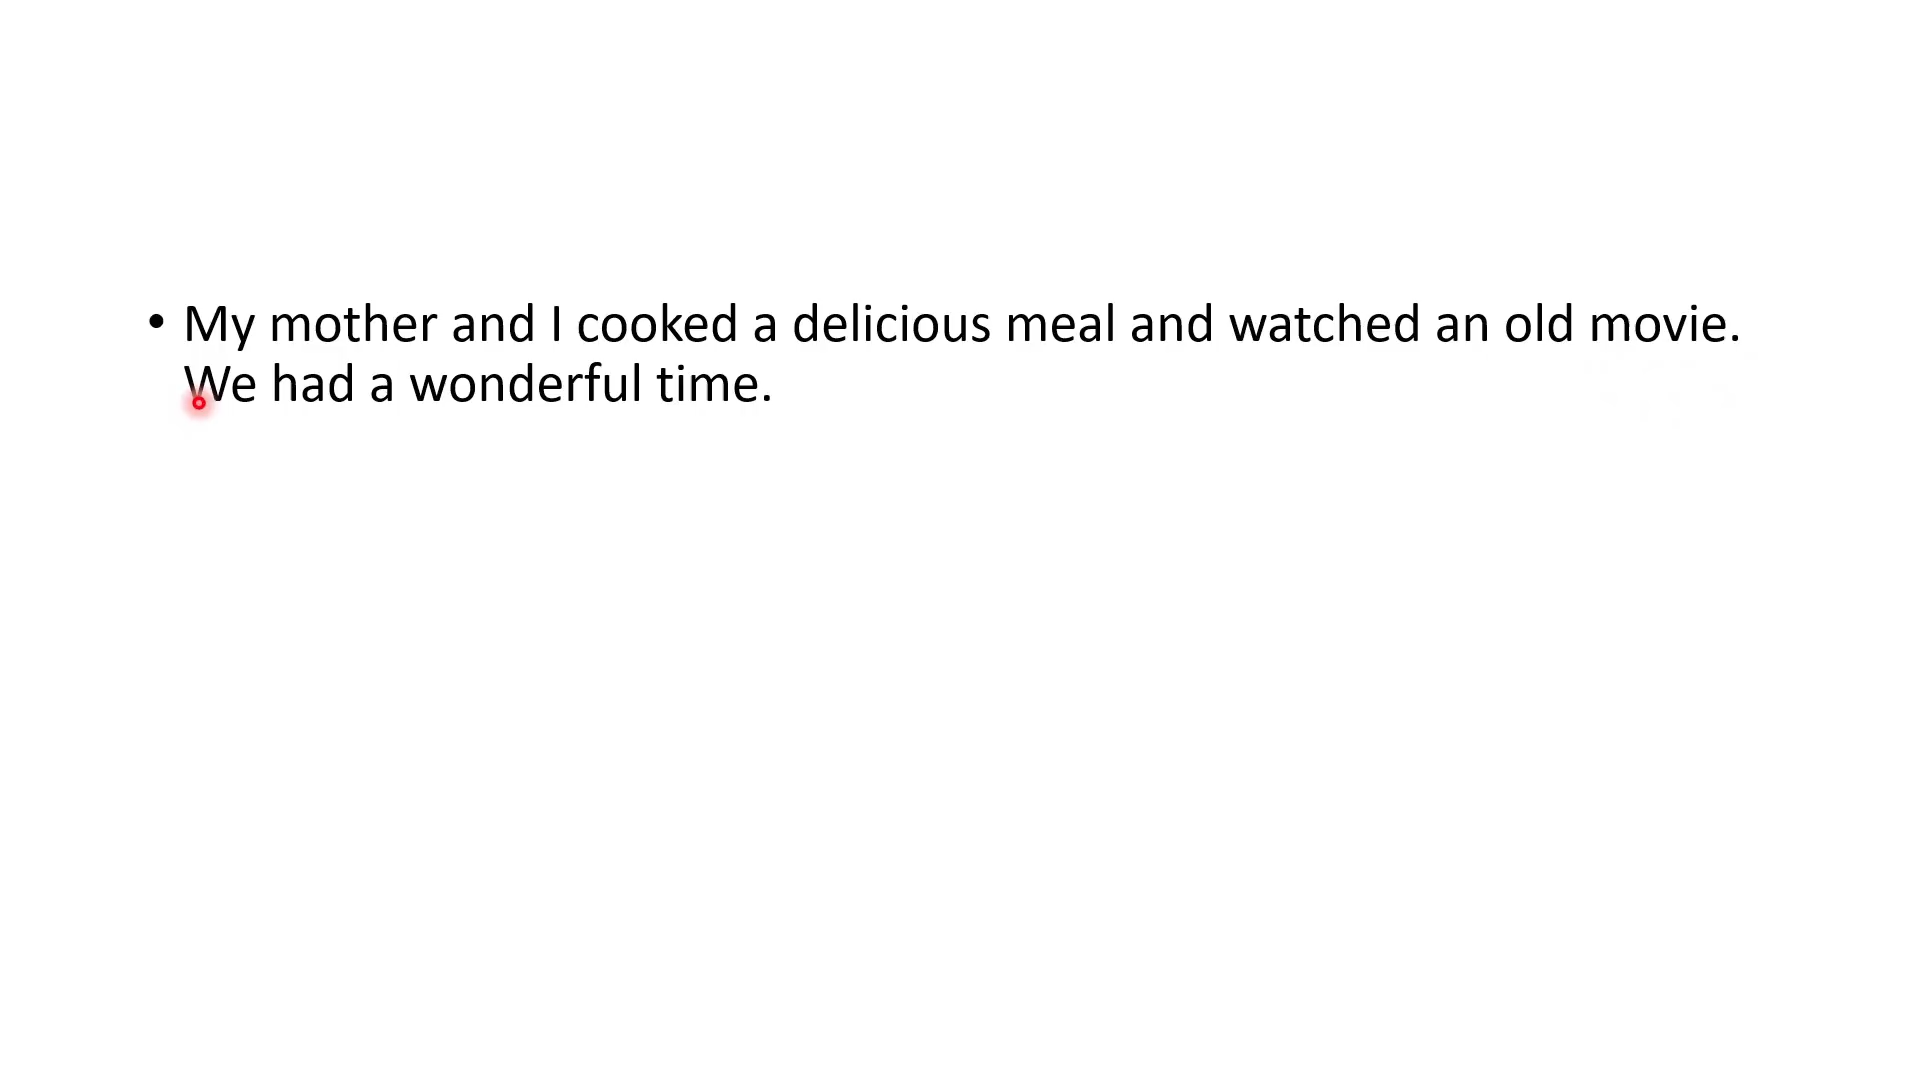 • My mother and I cooked a delicious meal and watched an old movie.
We had a wonderful time.